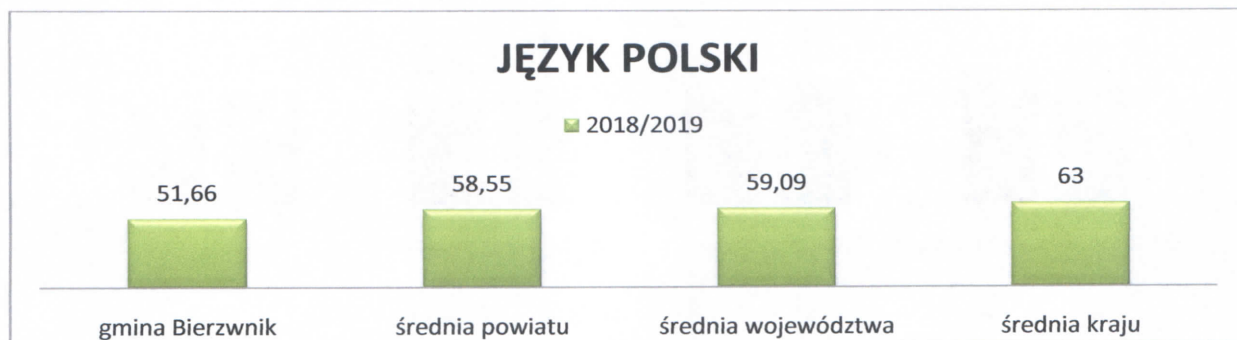 JĘZYK POLSKI
2018/2019
51,66 58,55 59,09 63
gmina Bierzwnik średnia powiatu średnia województwa średnia kraju